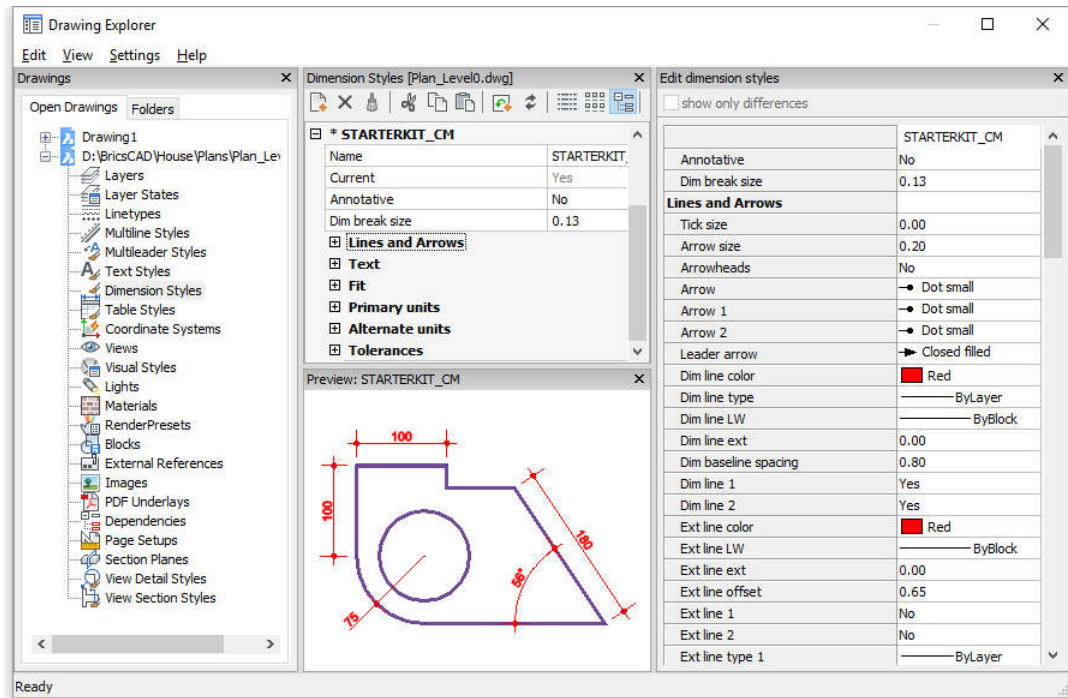 Drawing Explorer
Edit View Settings Help
Drawings
Open Drawings Folders
Drawing1
D:\BricsCAD\House\Plans\Plan_Lev
Layers
Layer States
Linetypes
Multiline Styles
Multileader Styles
Text Styles
Dimension Styles
Table Styles
Coordinate Systems
Views
Visual Styles
Lights
Materials
RenderPresets
Blocks
External References
Images
PDF Underlays
Dependencies
Page Setups
Section Planes
View Detail Styles
View Section Styles
Dimension Styles [Plan_Level0.dwg]
* STARTERKIT_CM
Name STARTERKIT_
Current Yes
Annotative No
Dim break size 0.13
Lines and Arrows
Text
Fit
Primary units
Alternate units
Tolerances
Preview: STARTERKIT_CM
100
100
180
56°
75
Edit dimension styles
show only differences
STARTERKIT_CM
Annotative No
Dim break size 0.13
Lines and Arrows
Tick size 0.00
Arrow size 0.20
Arrowheads No
Arrow Dot small
Arrow 1 Dot small
Arrow 2 Dot small
Leader arrow Closed filled
Dim line color Red
Dim line type ByLayer
Dim line LW ByBlock
Dim line ext 0.00
Dim baseline spacing 0.80
Dim line 1 Yes
Dim line 2 Yes
Ext line color Red
Ext line LW ByBlock
Ext line ext 0.00
Ext line offset 0.65
Ext line 1 No
Ext line 2 No
Ext line type 1 ByLayer
Ready